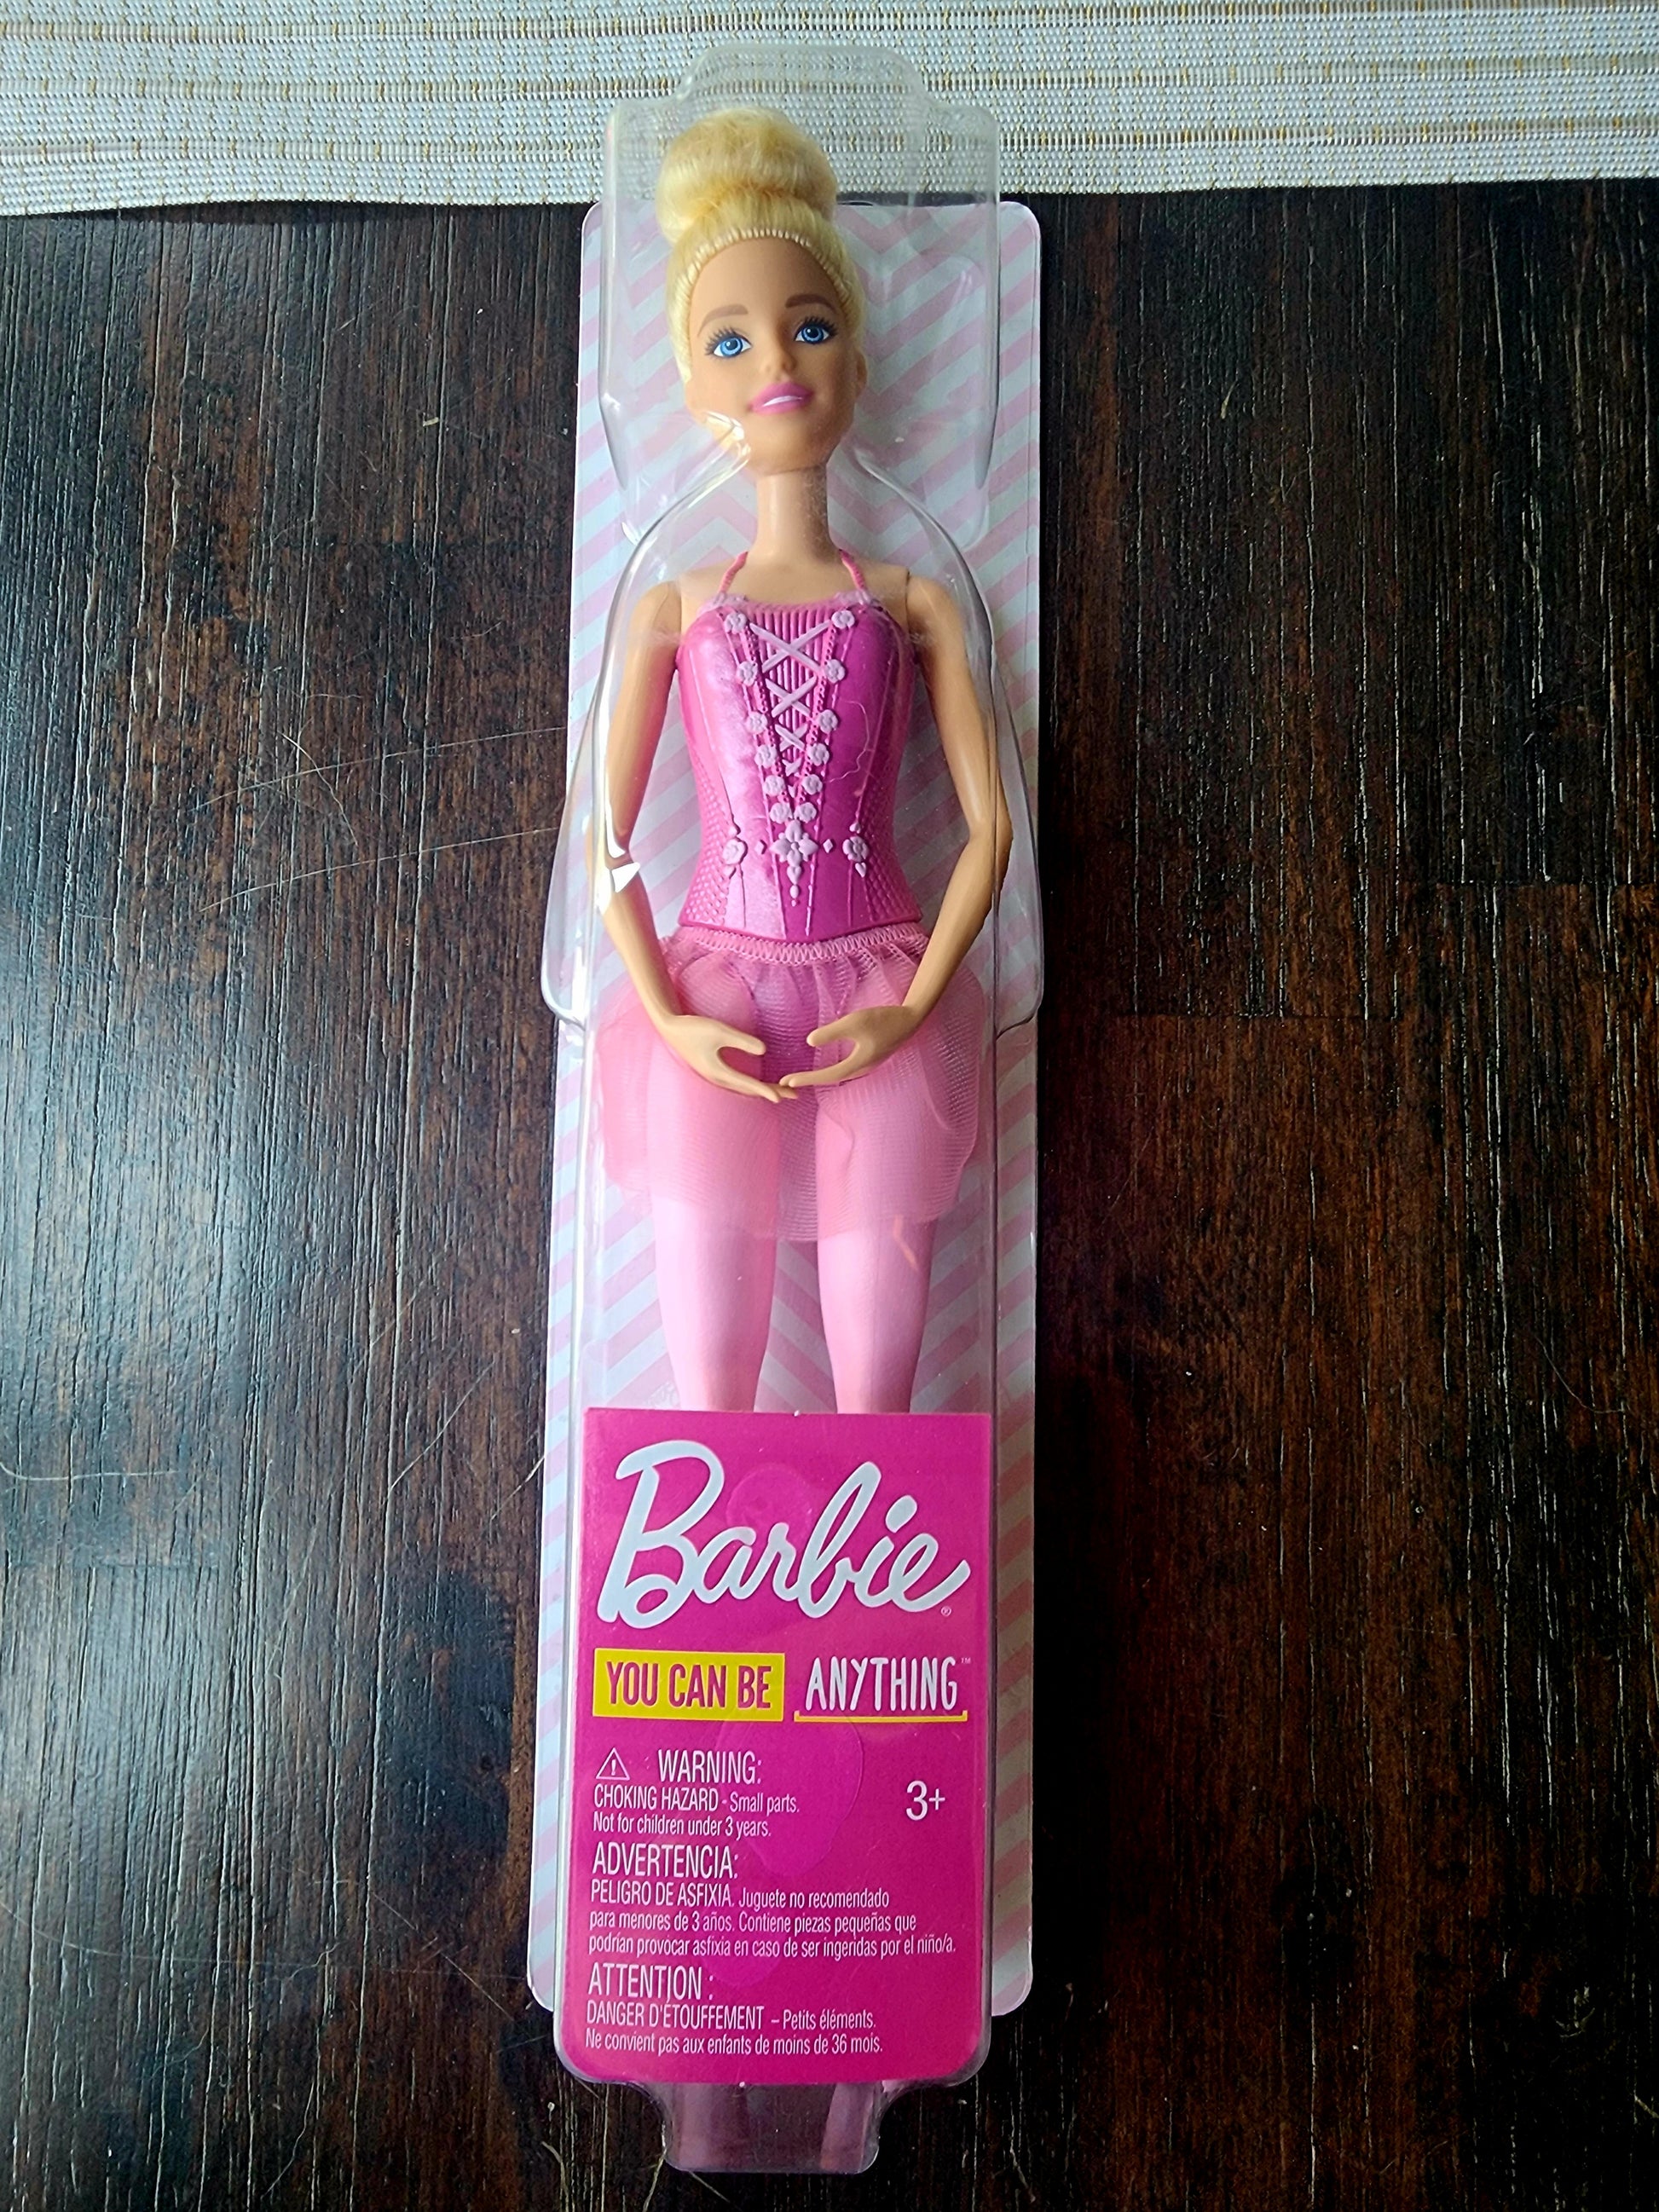 Barbie®
YOU CAN BE ANYTHING™
⚠ WARNING:
CHOKING HAZARD - Small parts.
Not for children under 3 years.
3+
ADVERTENCIA:
PELIGRO DE ASFIXIA. Juguete no recomendado
para menores de 3 años. Contiene piezas pequeñas que
podrían provocar asfixia en caso de ser ingeridas por el niño/a.
ATTENTION :
DANGER D'ÉTOUFFEMENT – Petits éléments.
Ne convient pas aux enfants de moins de 36 mois.